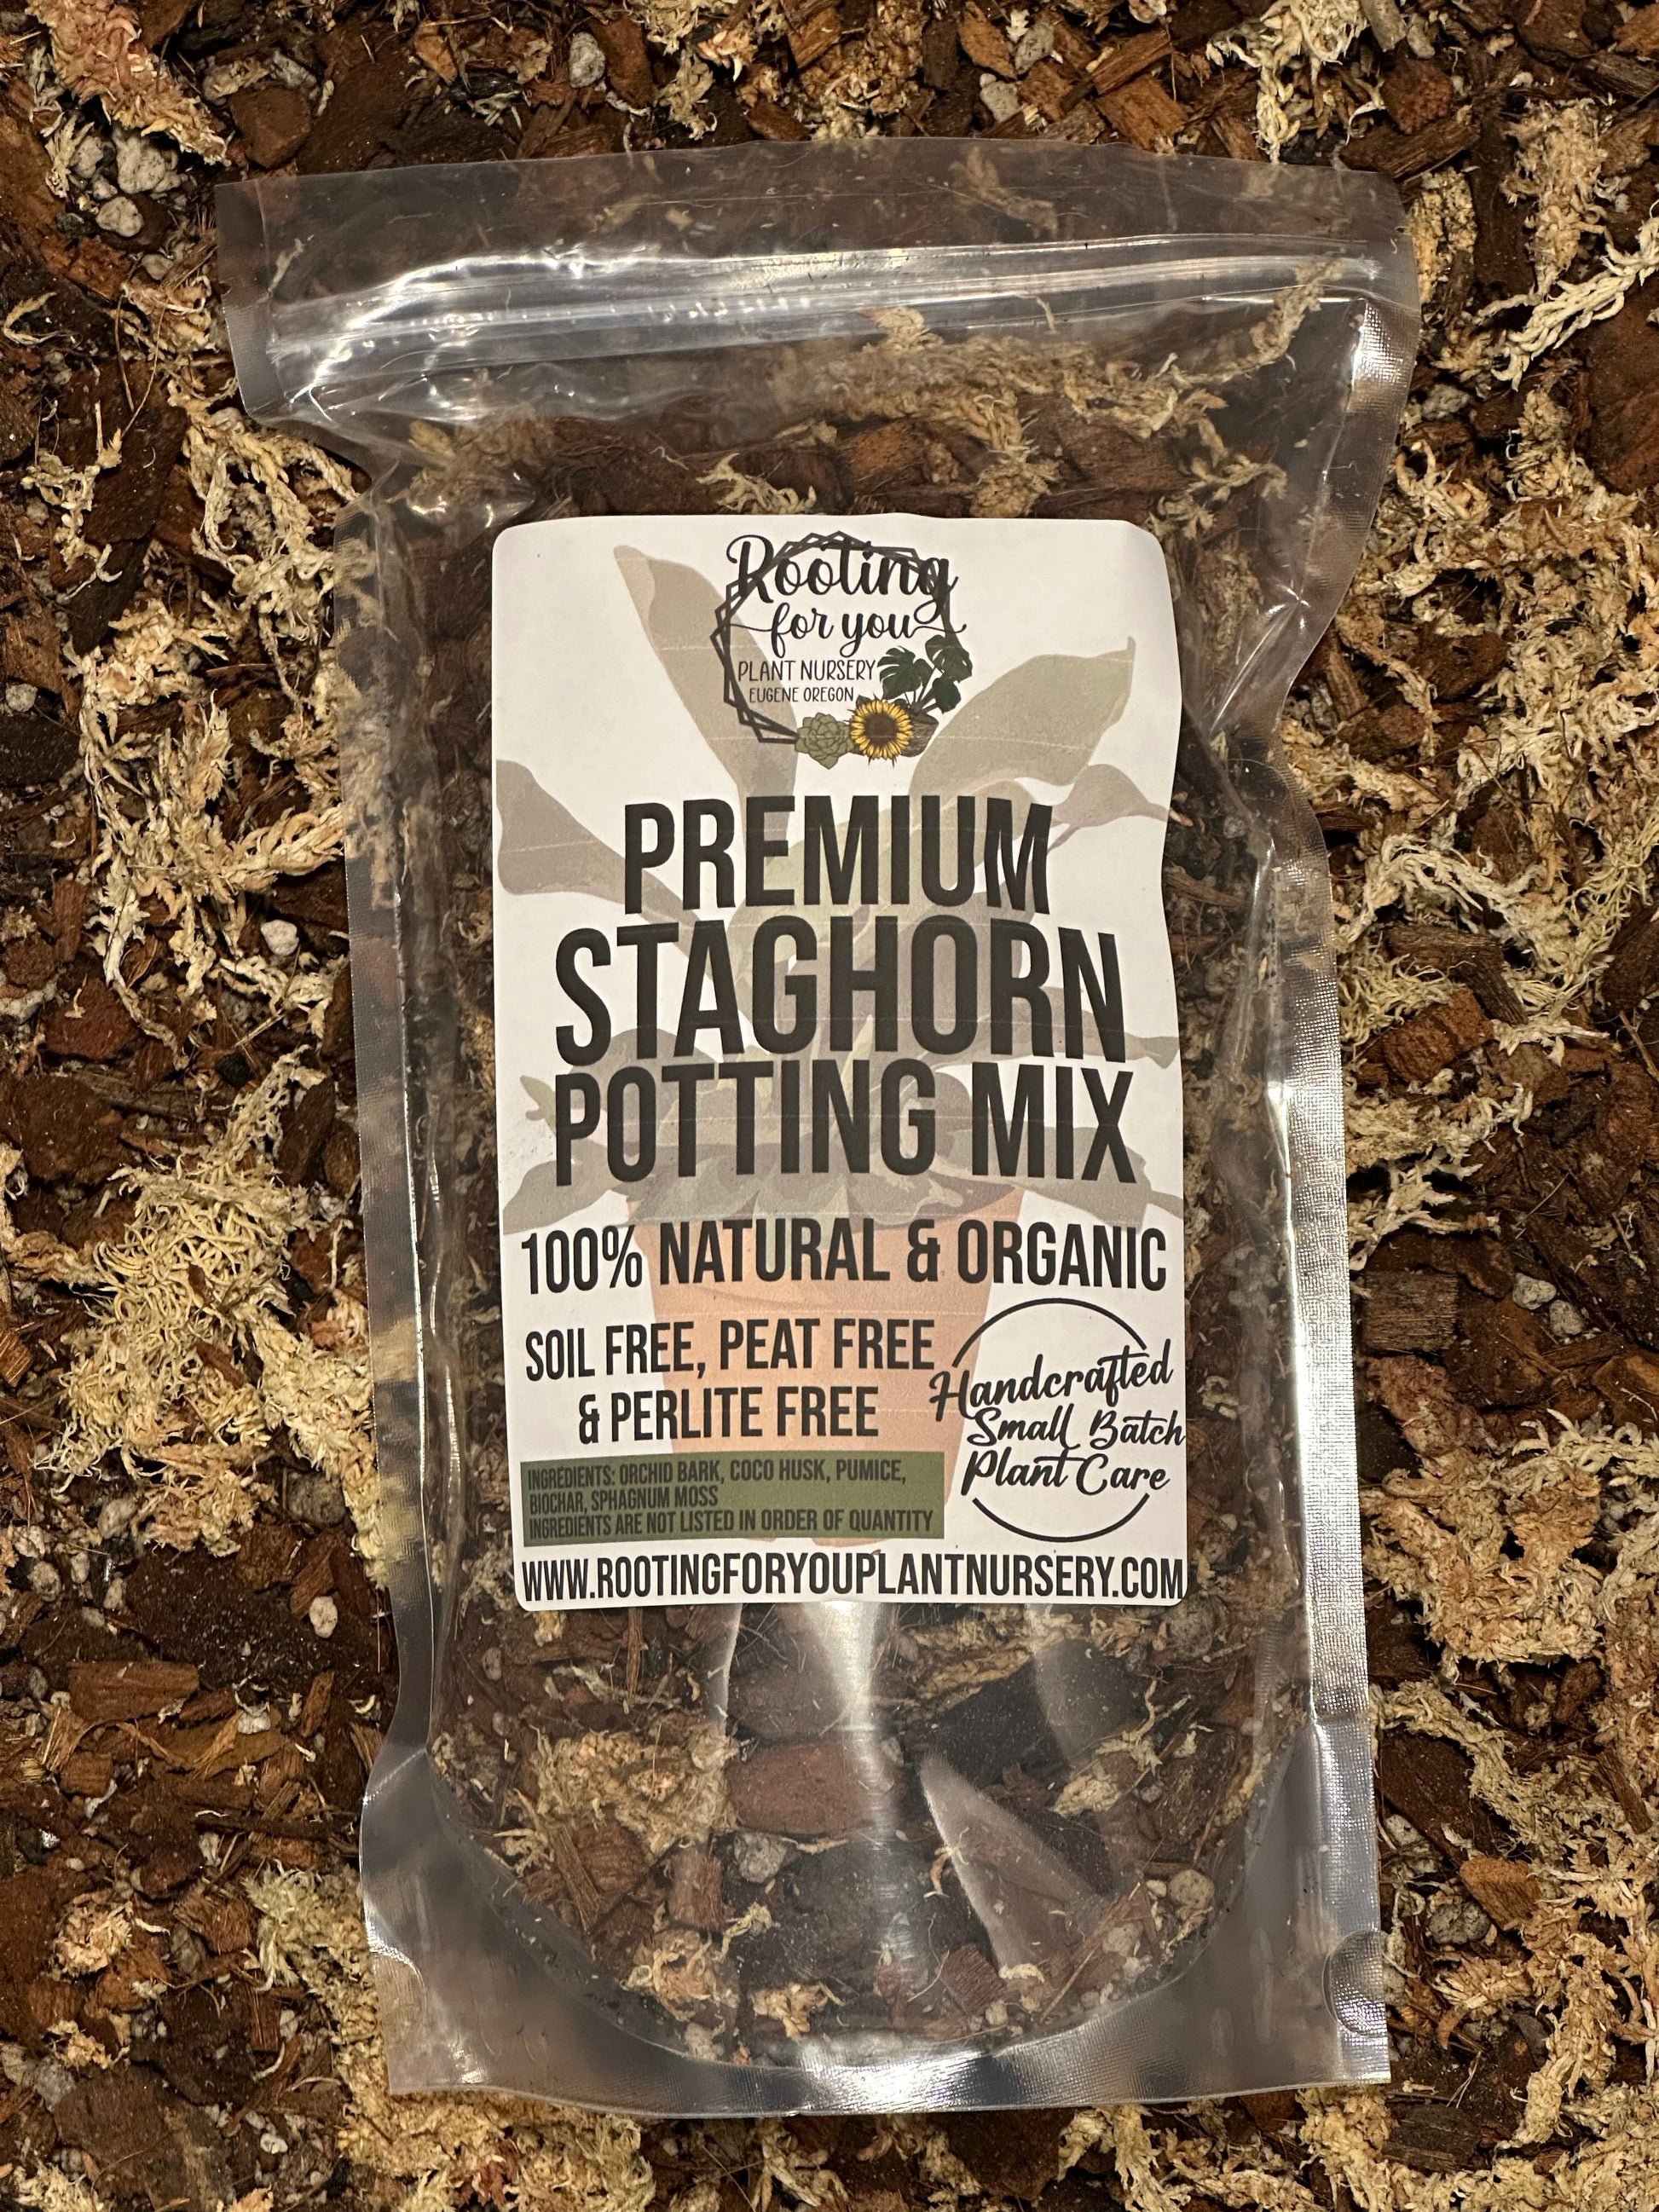 Rooting
for you
PLANT NURSERY
EUGENE OREGON
PREMIUM
STAGHORN
POTTING MIX
100% NATURAL & ORGANIC
SOIL FREE, PEAT FREE
& PERLITE FREE
Handcrafted
Small Batch
Plant Care
INGREDIENTS: ORCHID BARK, COCO HUSK, PUMICE,
BIOCHAR, SPHAGNUM MOSS
INGREDIENTS ARE NOT LISTED IN ORDER OF QUANTITY
WWW.ROOTINGFORYOUPLANTNURSERY.COM